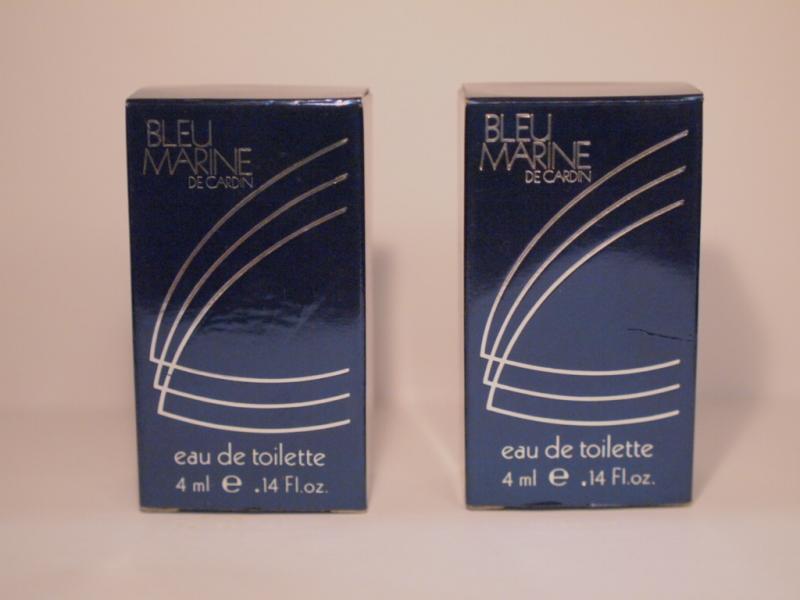 BLEU
MARINE
DE CARDIN
eau de toilette
4 ml e .14 Fl.oz.
BLEU
MARINE
DE CARDIN
eau de toilette
4 ml e .14 Fl.oz.